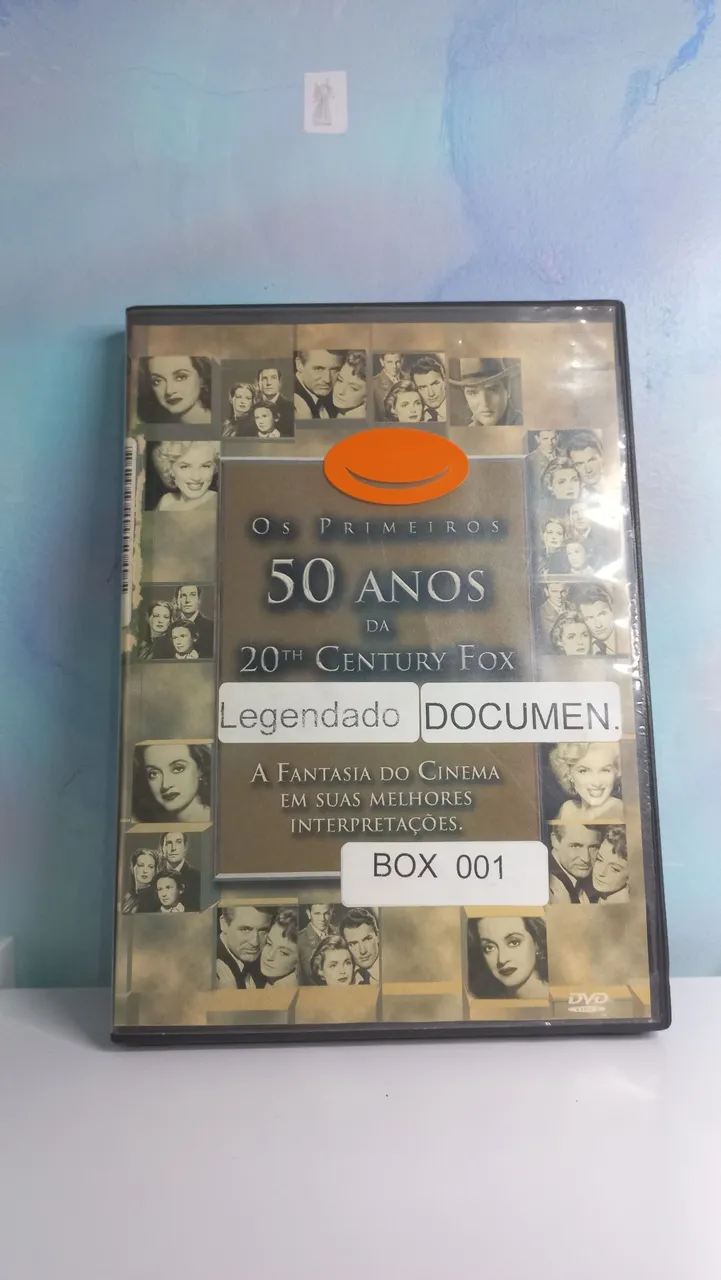 Os Primeiros
50 anos
da
20th Century Fox
Legendado
DOCUMEN.
A Fantasia do Cinema
em suas melhores
interpretações.
BOX 001
DVD